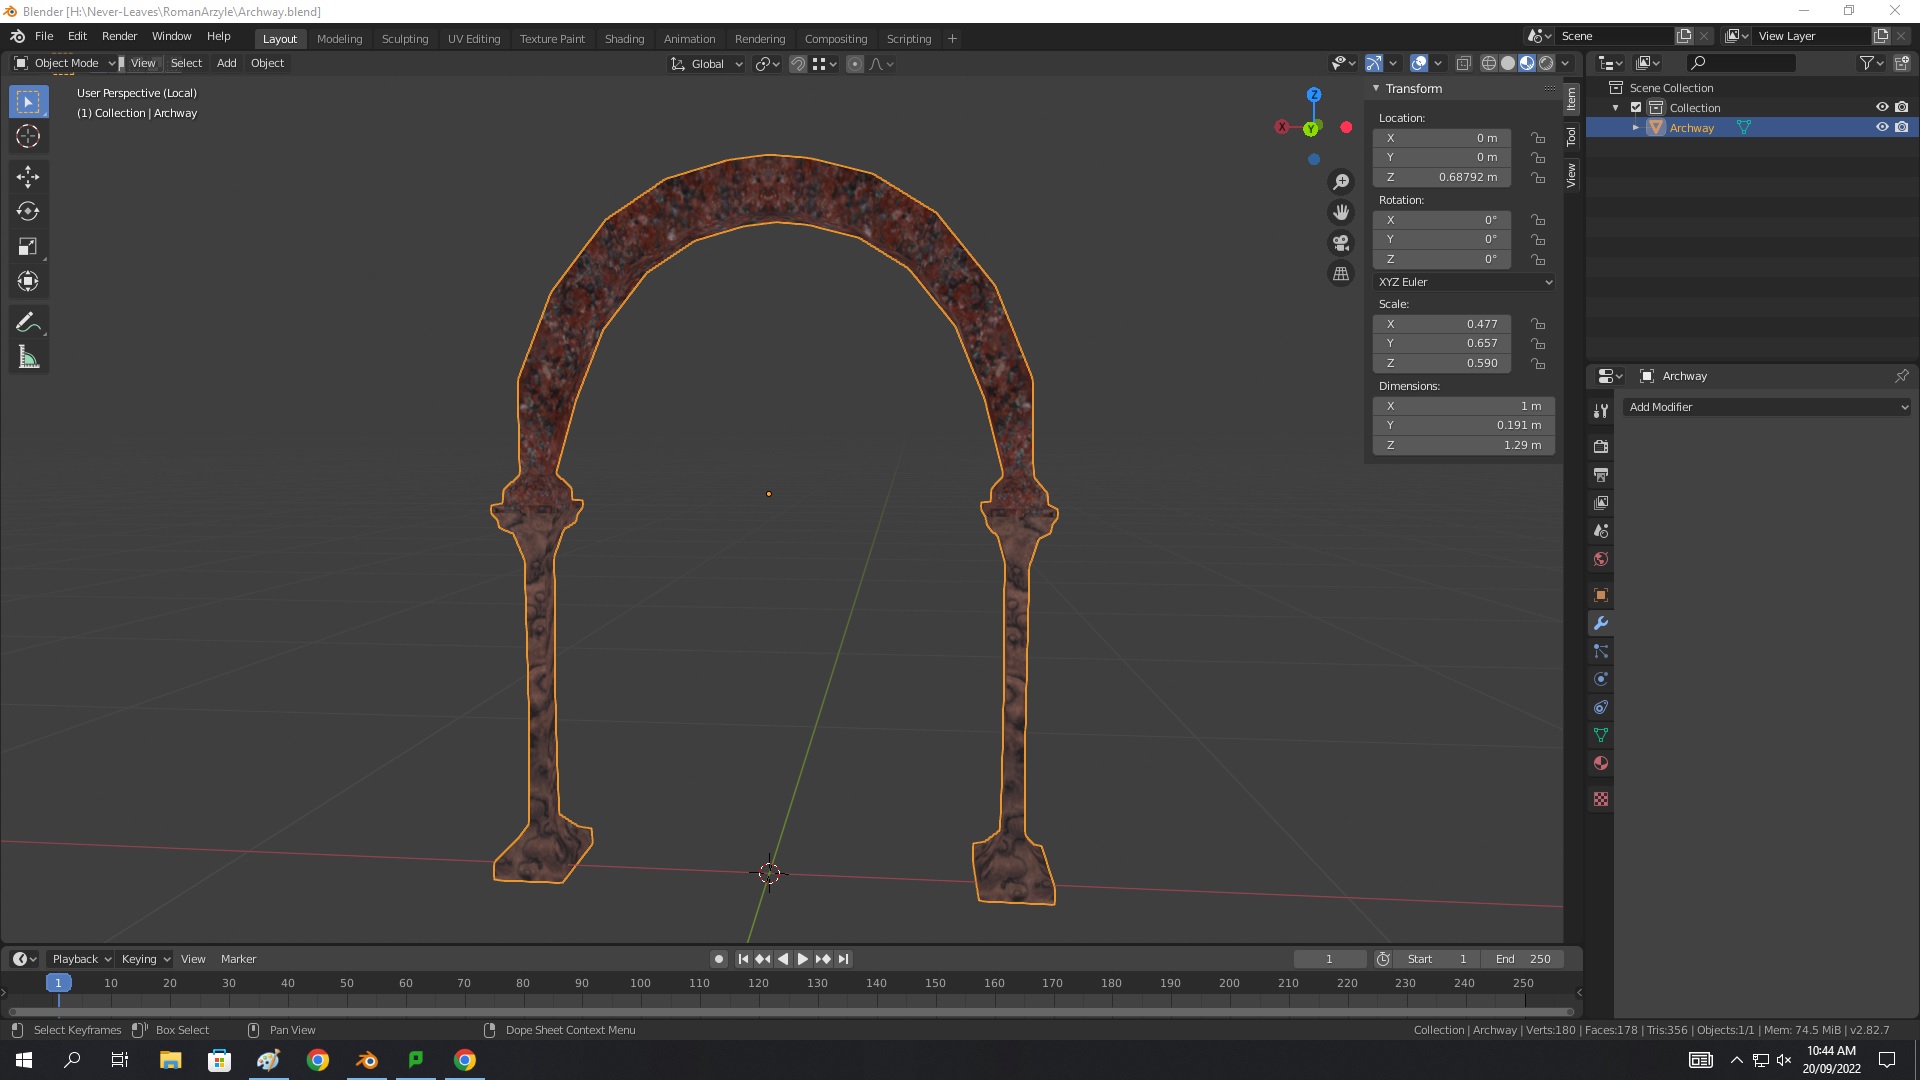 Blender [H:\Never-Leaves\RomanArzyle\Archway.blend]
File Edit Render Window Help Layout Modeling Sculpting UV Editing Texture Paint Shading Animation Rendering Compositing Scripting + Scene View Layer
Object Mode View Select Add Object Global
User Perspective (Local)
(1) Collection | Archway
Z
X
Y
Transform
Location:
X 0 m
Y 0 m
Z 0.68792 m
Rotation:
X 0°
Y 0°
Z 0°
XYZ Euler
Scale:
X 0.477
Y 0.657
Z 0.590
Dimensions:
X 1 m
Y 0.191 m
Z 1.29 m
Item
Tool
View
Scene Collection
Collection
Archway
Archway
Add Modifier
Playback Keying View Marker 1 Start 1 End 250
1 10 20 30 40 50 60 70 80 90 100 110 120 130 140 150 160 170 180 190 200 210 220 230 240 250
Select Keyframes Box Select Pan View Dope Sheet Context Menu Collection | Archway | Verts:180 | Faces:178 | Tris:356 | Objects:1/1 | Mem: 74.5 MiB | v2.82.7
10:44 AM
20/09/2022